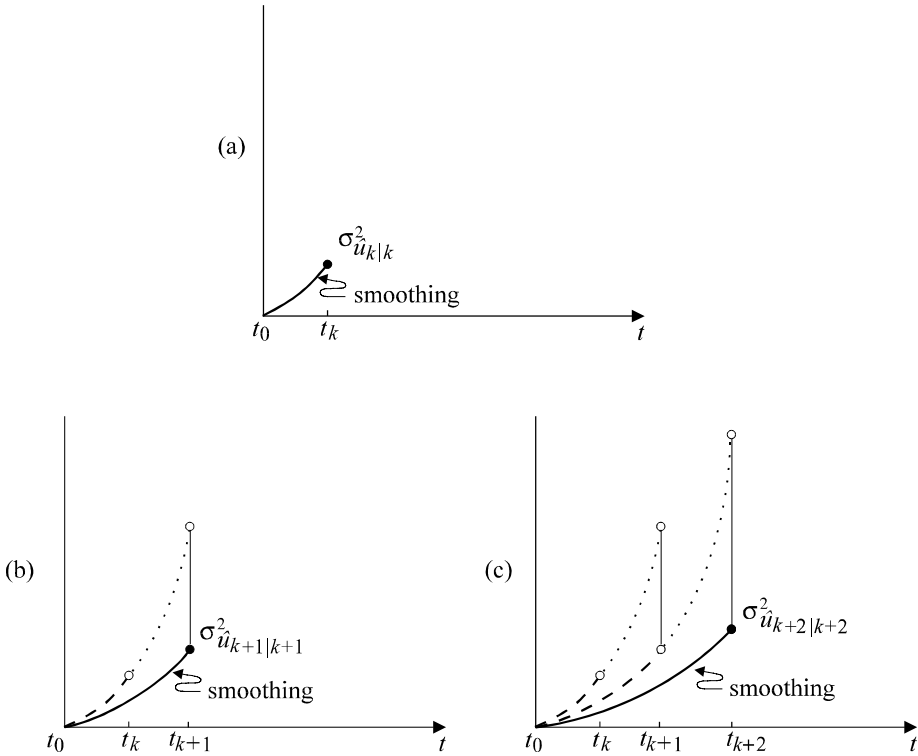 (a)
σ²û k|k
smoothing
t0
tk
t
(b)
σ²û k+1|k+1
smoothing
t0
tk
tk+1
t
(c)
σ²û k+2|k+2
smoothing
t0
tk
tk+1
tk+2
t